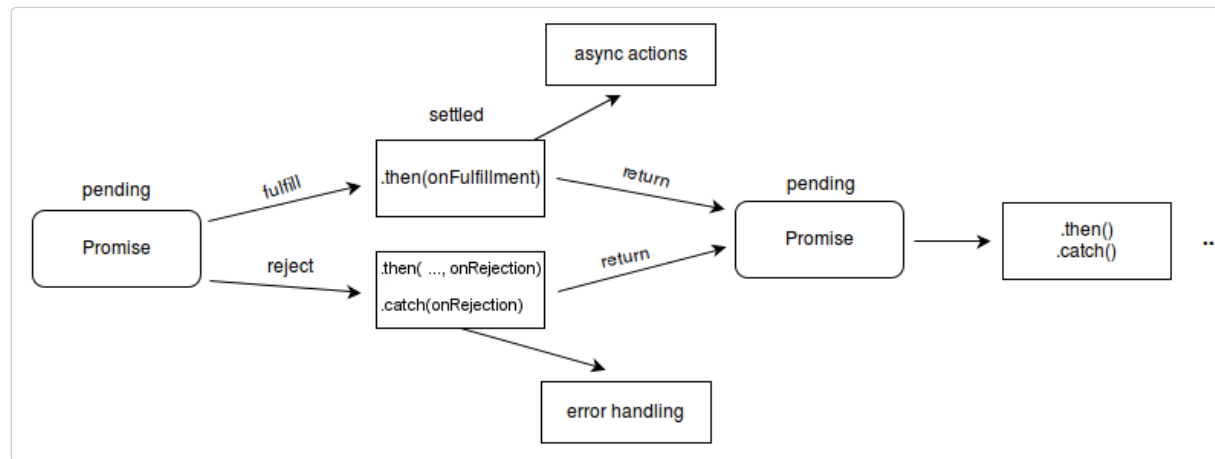 async actions
settled
.then(onFulfillment)
pending
fulfill
return
pending
Promise
Promise
.then()
.catch()
...
reject
.then( ..., onRejection)
.catch(onRejection)
return
error handling